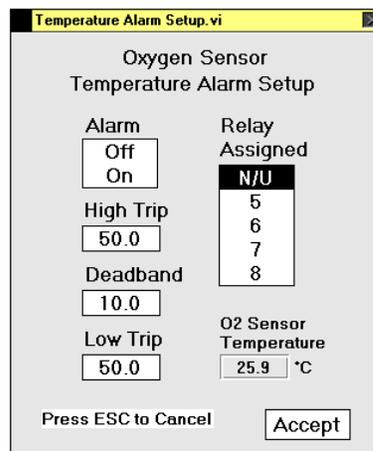 Temperature Alarm Setup.vi
Oxygen Sensor
Temperature Alarm Setup
Alarm
Off
On
High Trip
50.0
Deadband
10.0
Low Trip
50.0
Relay
Assigned
N/U
5
6
7
8
O2 Sensor
Temperature
25.9 °C
Press ESC to Cancel
Accept